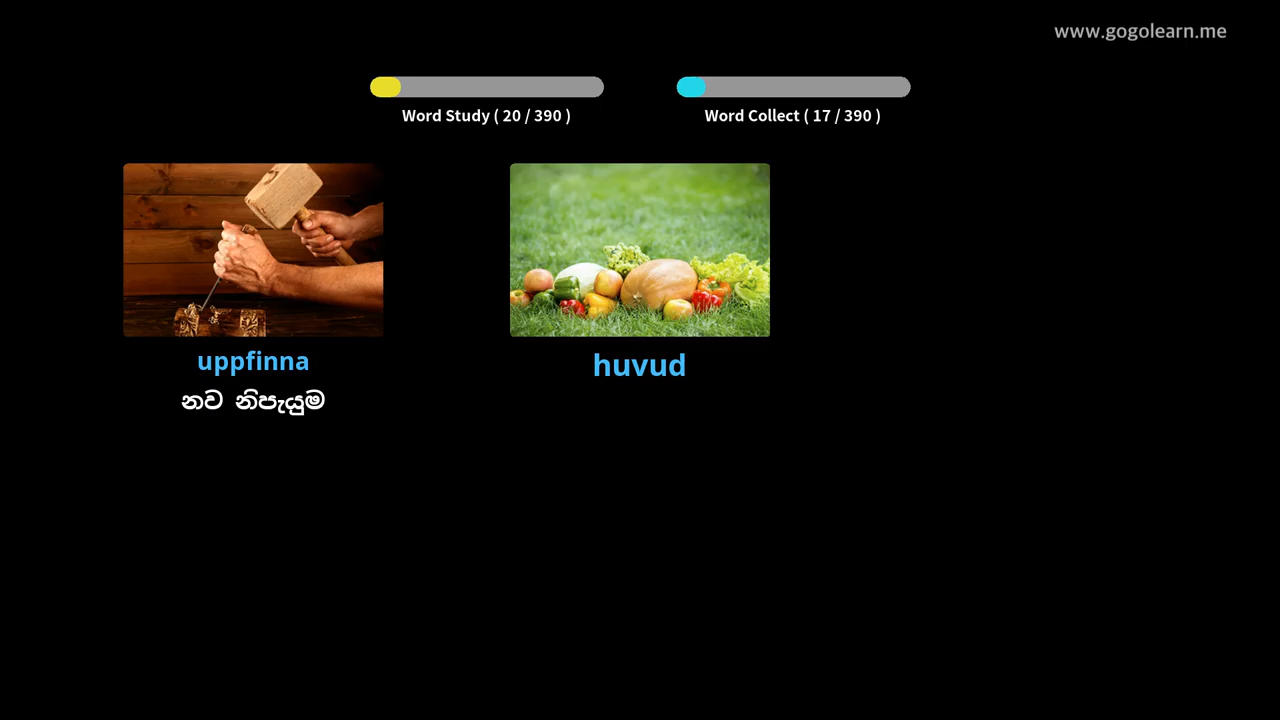 www.gogolearn.me
Word Study ( 20 / 390 )
Word Collect ( 17 / 390 )
uppfinna
නව නිපැයුම
huvud